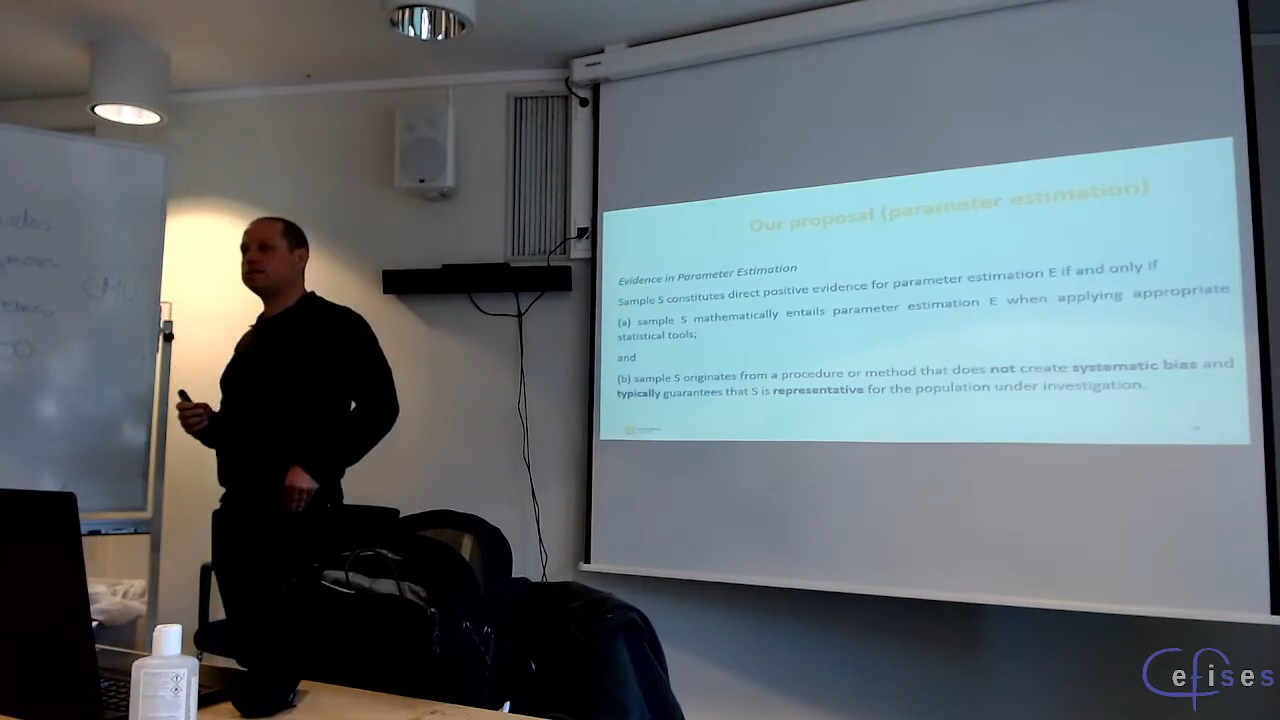 Our proposal (parameter estimation)
Evidence in Parameter Estimation
Sample S constitutes direct positive evidence for parameter estimation E if and only if
(a) sample S mathematically entails parameter estimation E when applying appropriate
statistical tools;
and
(b) sample S originates from a procedure or method that does not create systematic bias and
typically guarantees that S is representative for the population under investigation.
Cefises